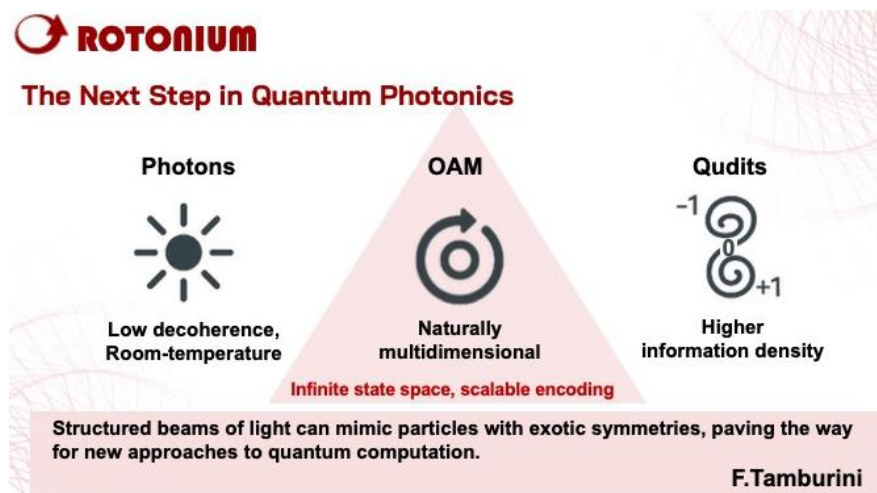 ROTONIUM
The Next Step in Quantum Photonics
Photons
Low decoherence,
Room-temperature
OAM
Naturally
multidimensional
Qudits
-1
0
+1
Higher
information density
Infinite state space, scalable encoding
Structured beams of light can mimic particles with exotic symmetries, paving the way
for new approaches to quantum computation.
F.Tamburini